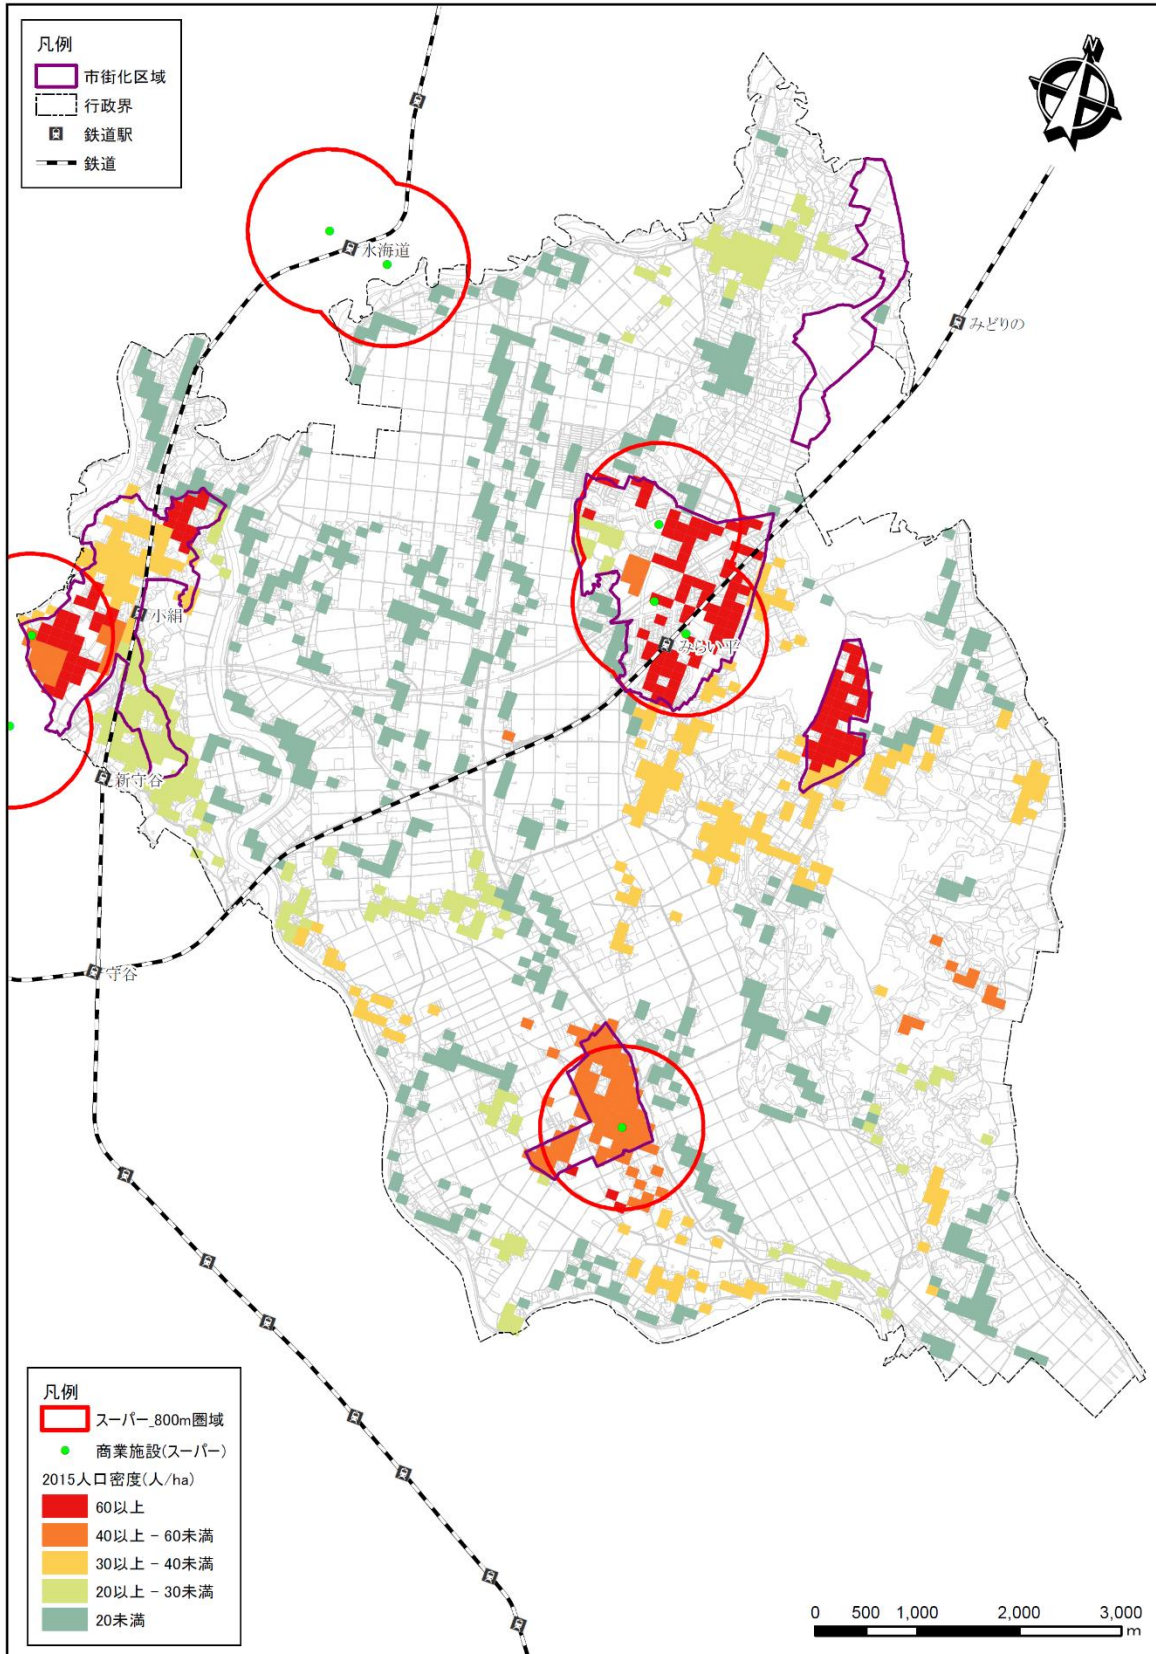 凡例
市街化区域
行政界
鉄道駅
鉄道
N
水海道
みどりの
小絹
みらい平
新守谷
守谷
凡例
スーパー_800m圏域
商業施設(スーパー)
2015人口密度(人/ha)
60以上
40以上 - 60未満
30以上 - 40未満
20以上 - 30未満
20未満
0 500 1,000 2,000 3,000
m